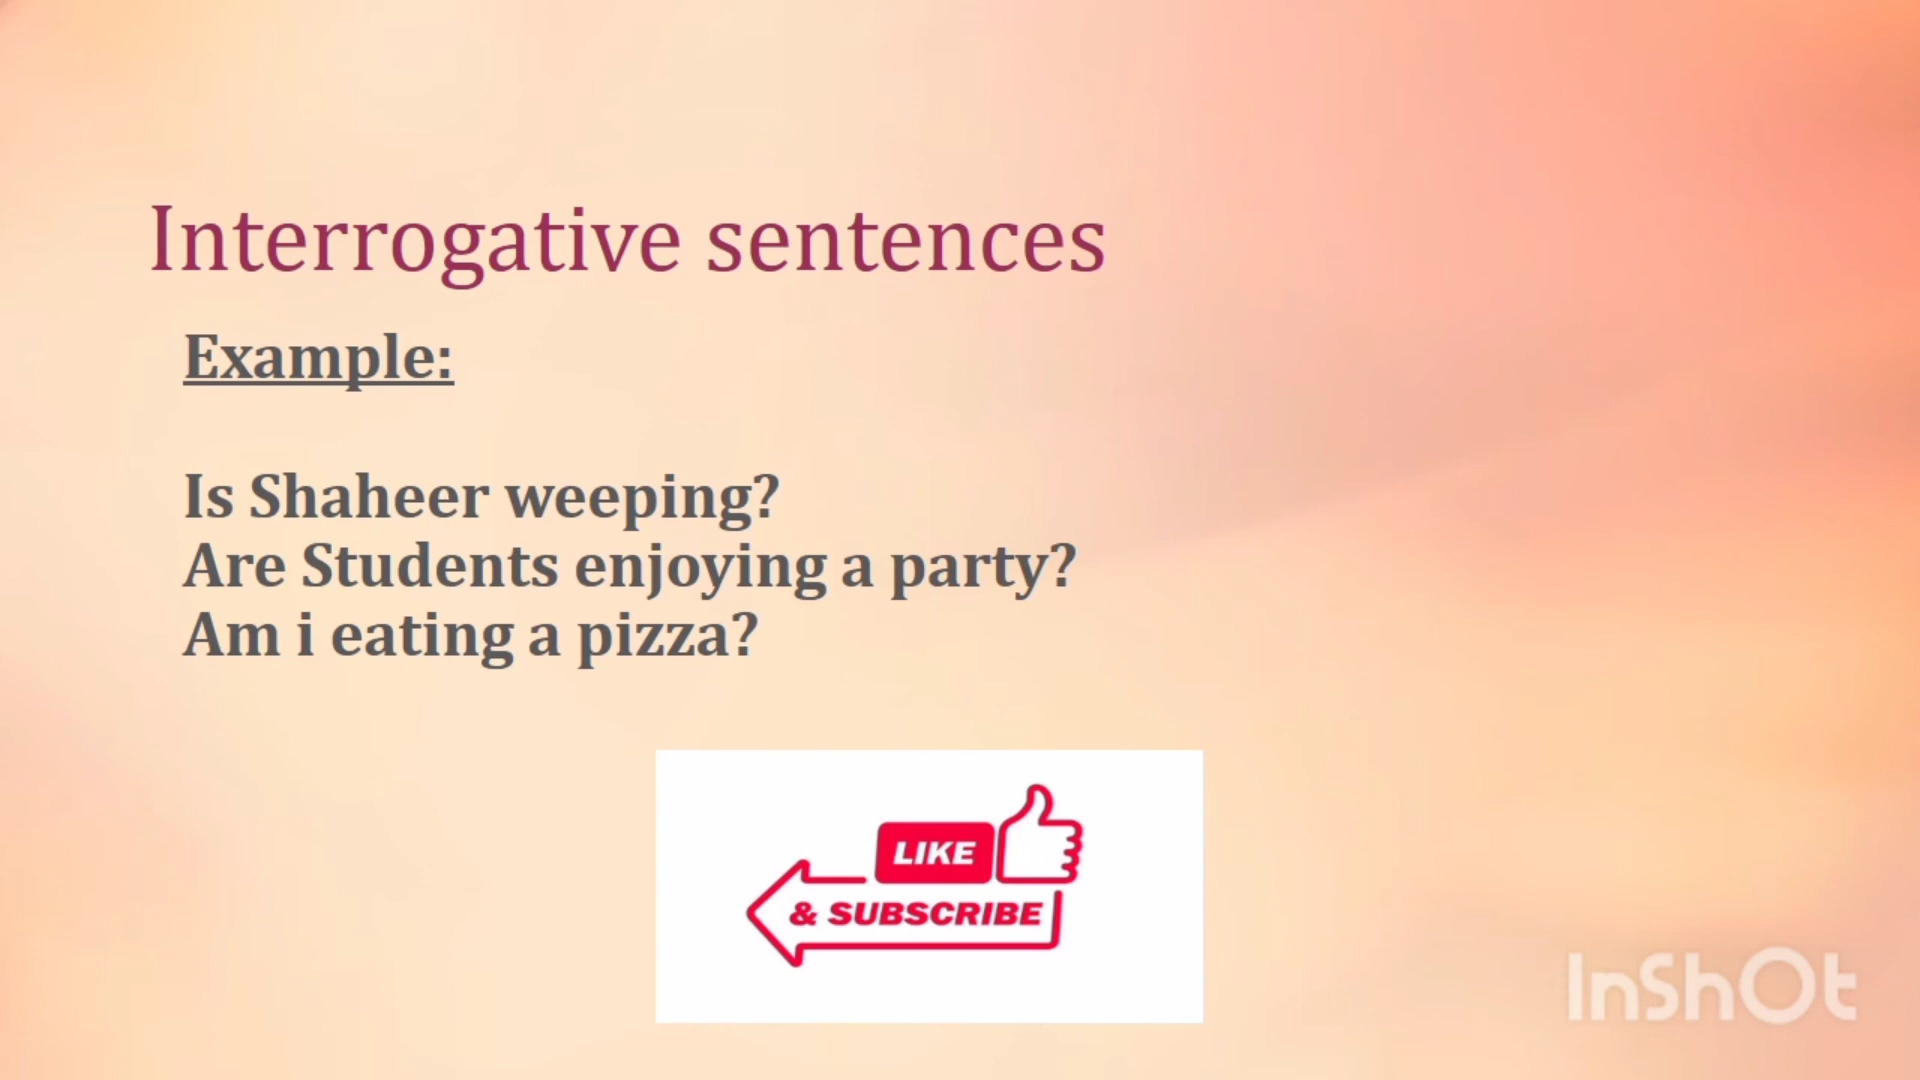 Interrogative sentences
Example:
Is Shaheer weeping?
Are Students enjoying a party?
Am i eating a pizza?
LIKE
& SUBSCRIBE
InShOt